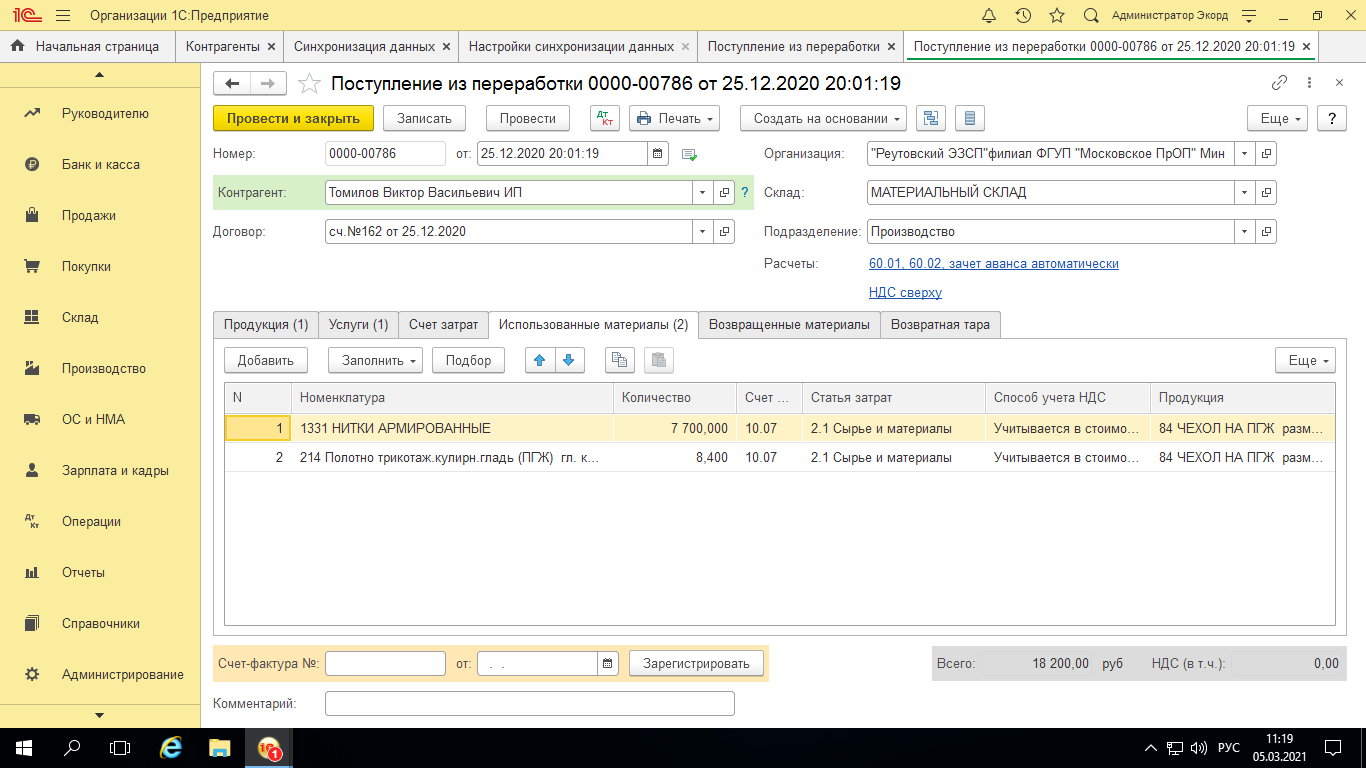 1С Организации 1С:Предприятие Администратор Экорд
Начальная страница Контрагенты Синхронизация данных Настройки синхронизации данных Поступление из переработки Поступление из переработки 0000-00786 от 25.12.2020 20:01:19
Поступление из переработки 0000-00786 от 25.12.2020 20:01:19
Провести и закрыть Записать Провести Дт Кт Печать Создать на основании Еще ?
Номер: 0000-00786 от: 25.12.2020 20:01:19 Организация: "Реутовский ЭЗСП"филиал ФГУП "Московское ПрОП" Мин
Контрагент: Томилов Виктор Васильевич ИП ? Склад: МАТЕРИАЛЬНЫЙ СКЛАД
Договор: сч.№162 от 25.12.2020 Подразделение: Производство
Расчеты: 60.01, 60.02, зачет аванса автоматически
НДС сверху
Продукция (1) Услуги (1) Счет затрат Использованные материалы (2) Возвращенные материалы Возвратная тара
Добавить Заполнить Подбор Еще
N Номенклатура Количество Счет ... Статья затрат Способ учета НДС Продукция
1 1331 НИТКИ АРМИРОВАННЫЕ 7 700,000 10.07 2.1 Сырье и материалы Учитывается в стоимо... 84 ЧЕХОЛ НА ПГЖ разм...
2 214 Полотно трикотаж.кулирн.гладь (ПГЖ) гл. к... 8,400 10.07 2.1 Сырье и материалы Учитывается в стоимо... 84 ЧЕХОЛ НА ПГЖ разм...
Счет-фактура №: от: . . Зарегистрировать Всего: 18 200,00 руб НДС (в т.ч.): 0,00
Комментарий:
Руководителю
Банк и касса
Продажи
Покупки
Склад
Производство
ОС и НМА
Зарплата и кадры
Дт Кт Операции
Отчеты
Справочники
Администрирование
1С 1 РУС 11:19
05.03.2021